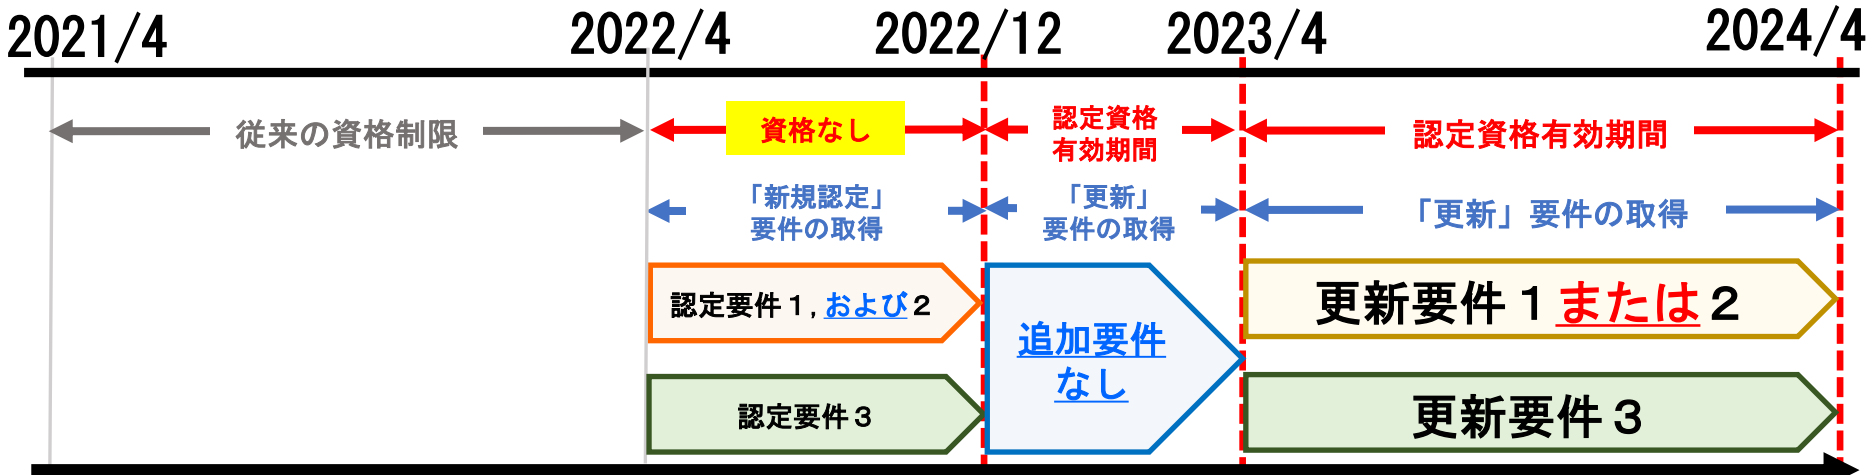 2021/4
2022/4
2022/12
2023/4
2024/4
従来の資格制限
資格なし
認定資格
有効期間
認定資格有効期間
「新規認定」
要件の取得
「更新」
要件の取得
「更新」要件の取得
認定要件１,および２
追加要件
なし
更新要件１または２
認定要件３
更新要件３